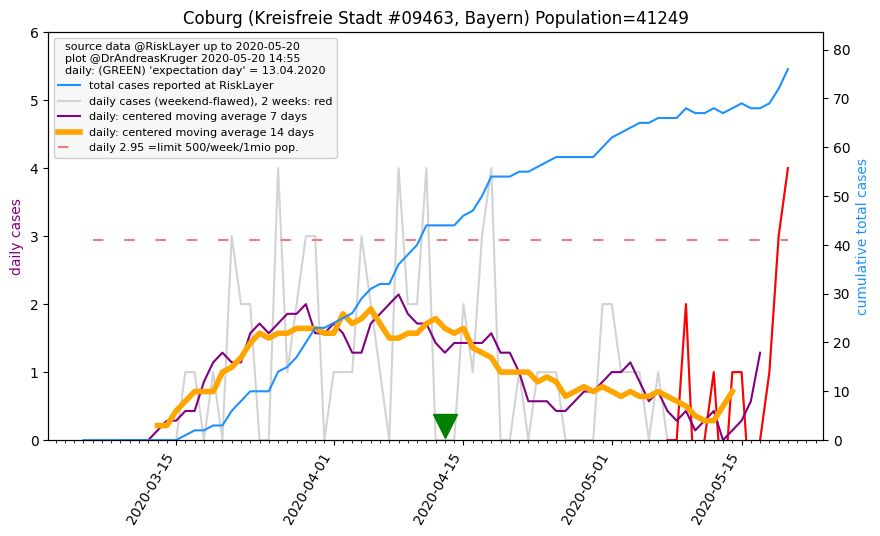 Coburg (Kreisfreie Stadt #09463, Bayern) Population=41249
source data @RiskLayer up to 2020-05-20
plot @DrAndreasKruger 2020-05-20 14:55
daily: (GREEN) 'expectation day' = 13.04.2020
total cases reported at RiskLayer
daily cases (weekend-flawed), 2 weeks: red
daily: centered moving average 7 days
daily: centered moving average 14 days
daily 2.95 =limit 500/week/1mio pop.
daily cases
6
5
4
3
2
1
0
cumulative total cases
80
70
60
50
40
30
20
10
0
2020-03-15
2020-04-01
2020-04-15
2020-05-01
2020-05-15